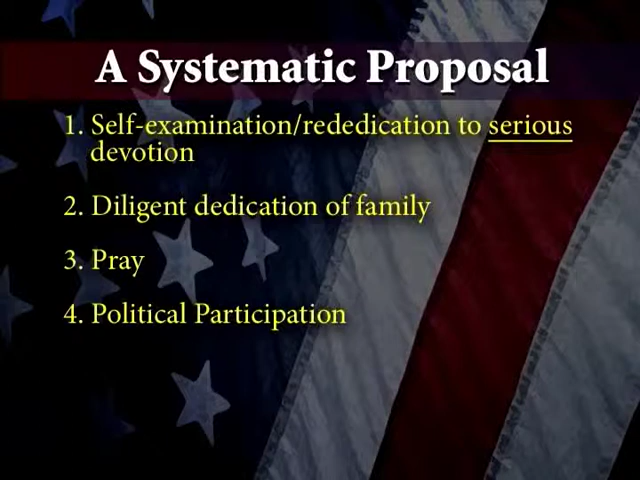 A Systematic Proposal
1. Self-examination/rededication to serious
devotion
2. Diligent dedication of family
3. Pray
4. Political Participation